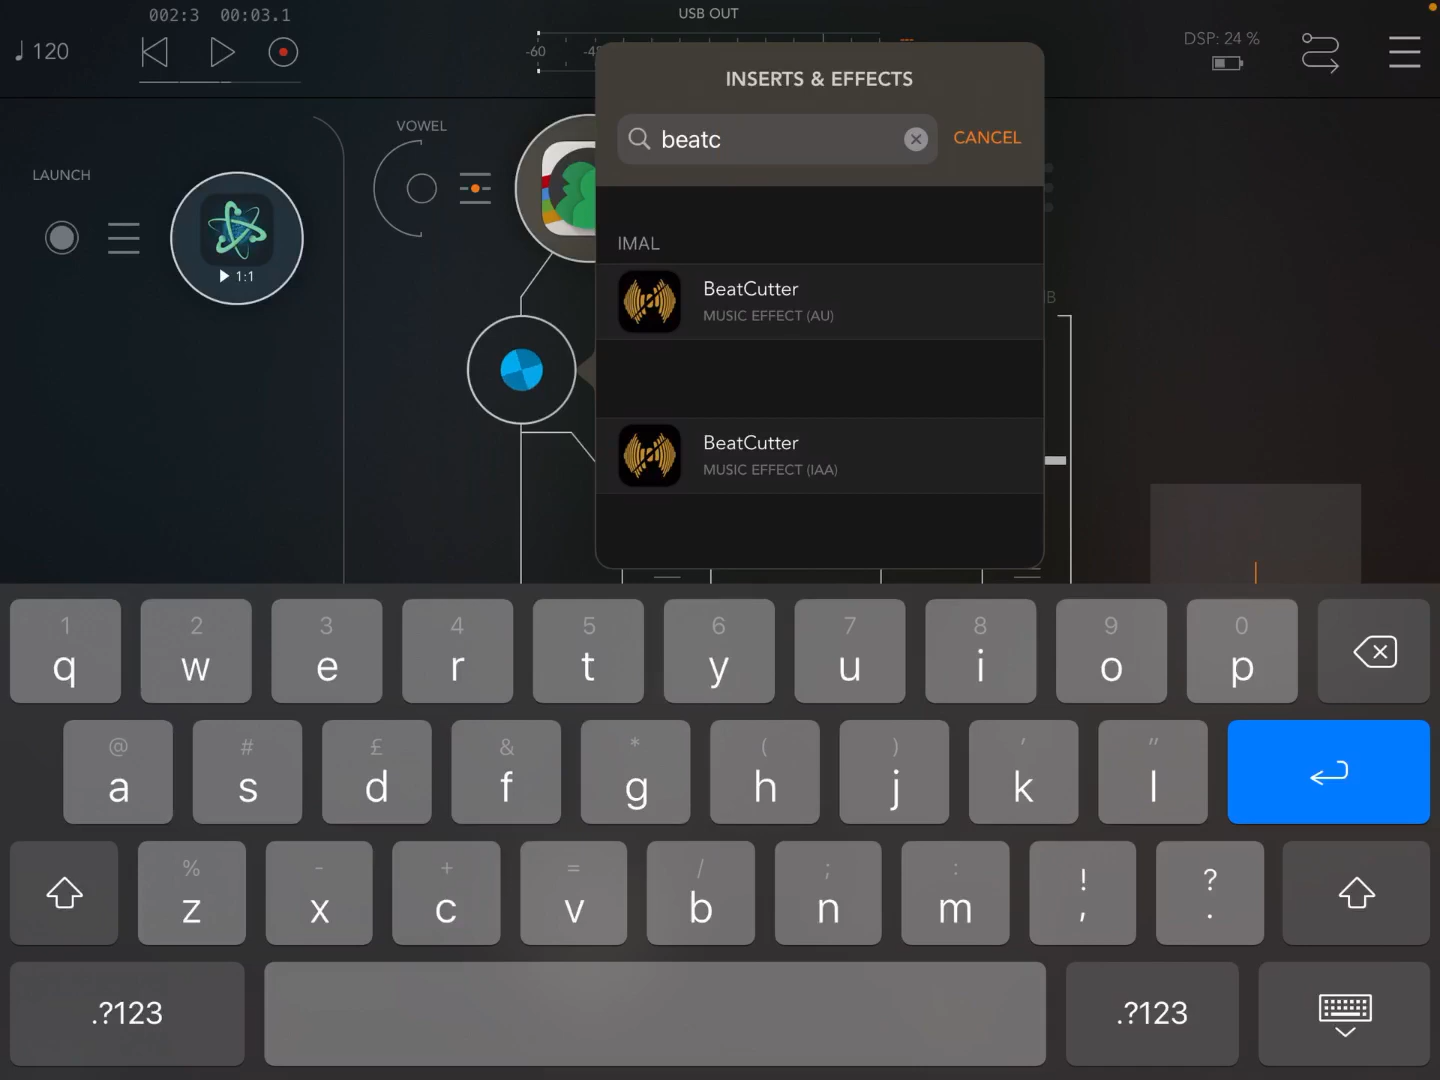 002:3 00:03.1
♩ 120
USB OUT
-60
DSP: 24 %
INSERTS & EFFECTS
beatc
CANCEL
VOWEL
LAUNCH
1:1
IMAL
BeatCutter
MUSIC EFFECT (AU)
BeatCutter
MUSIC EFFECT (IAA)
1 2 3 4 5 6 7 8 9 0
q w e r t y u i o p
@ # £ & * ( ) ' "
a s d f g h j k l
% - + = / ; : ! ?
z x c v b n m , .
.?123 .?123